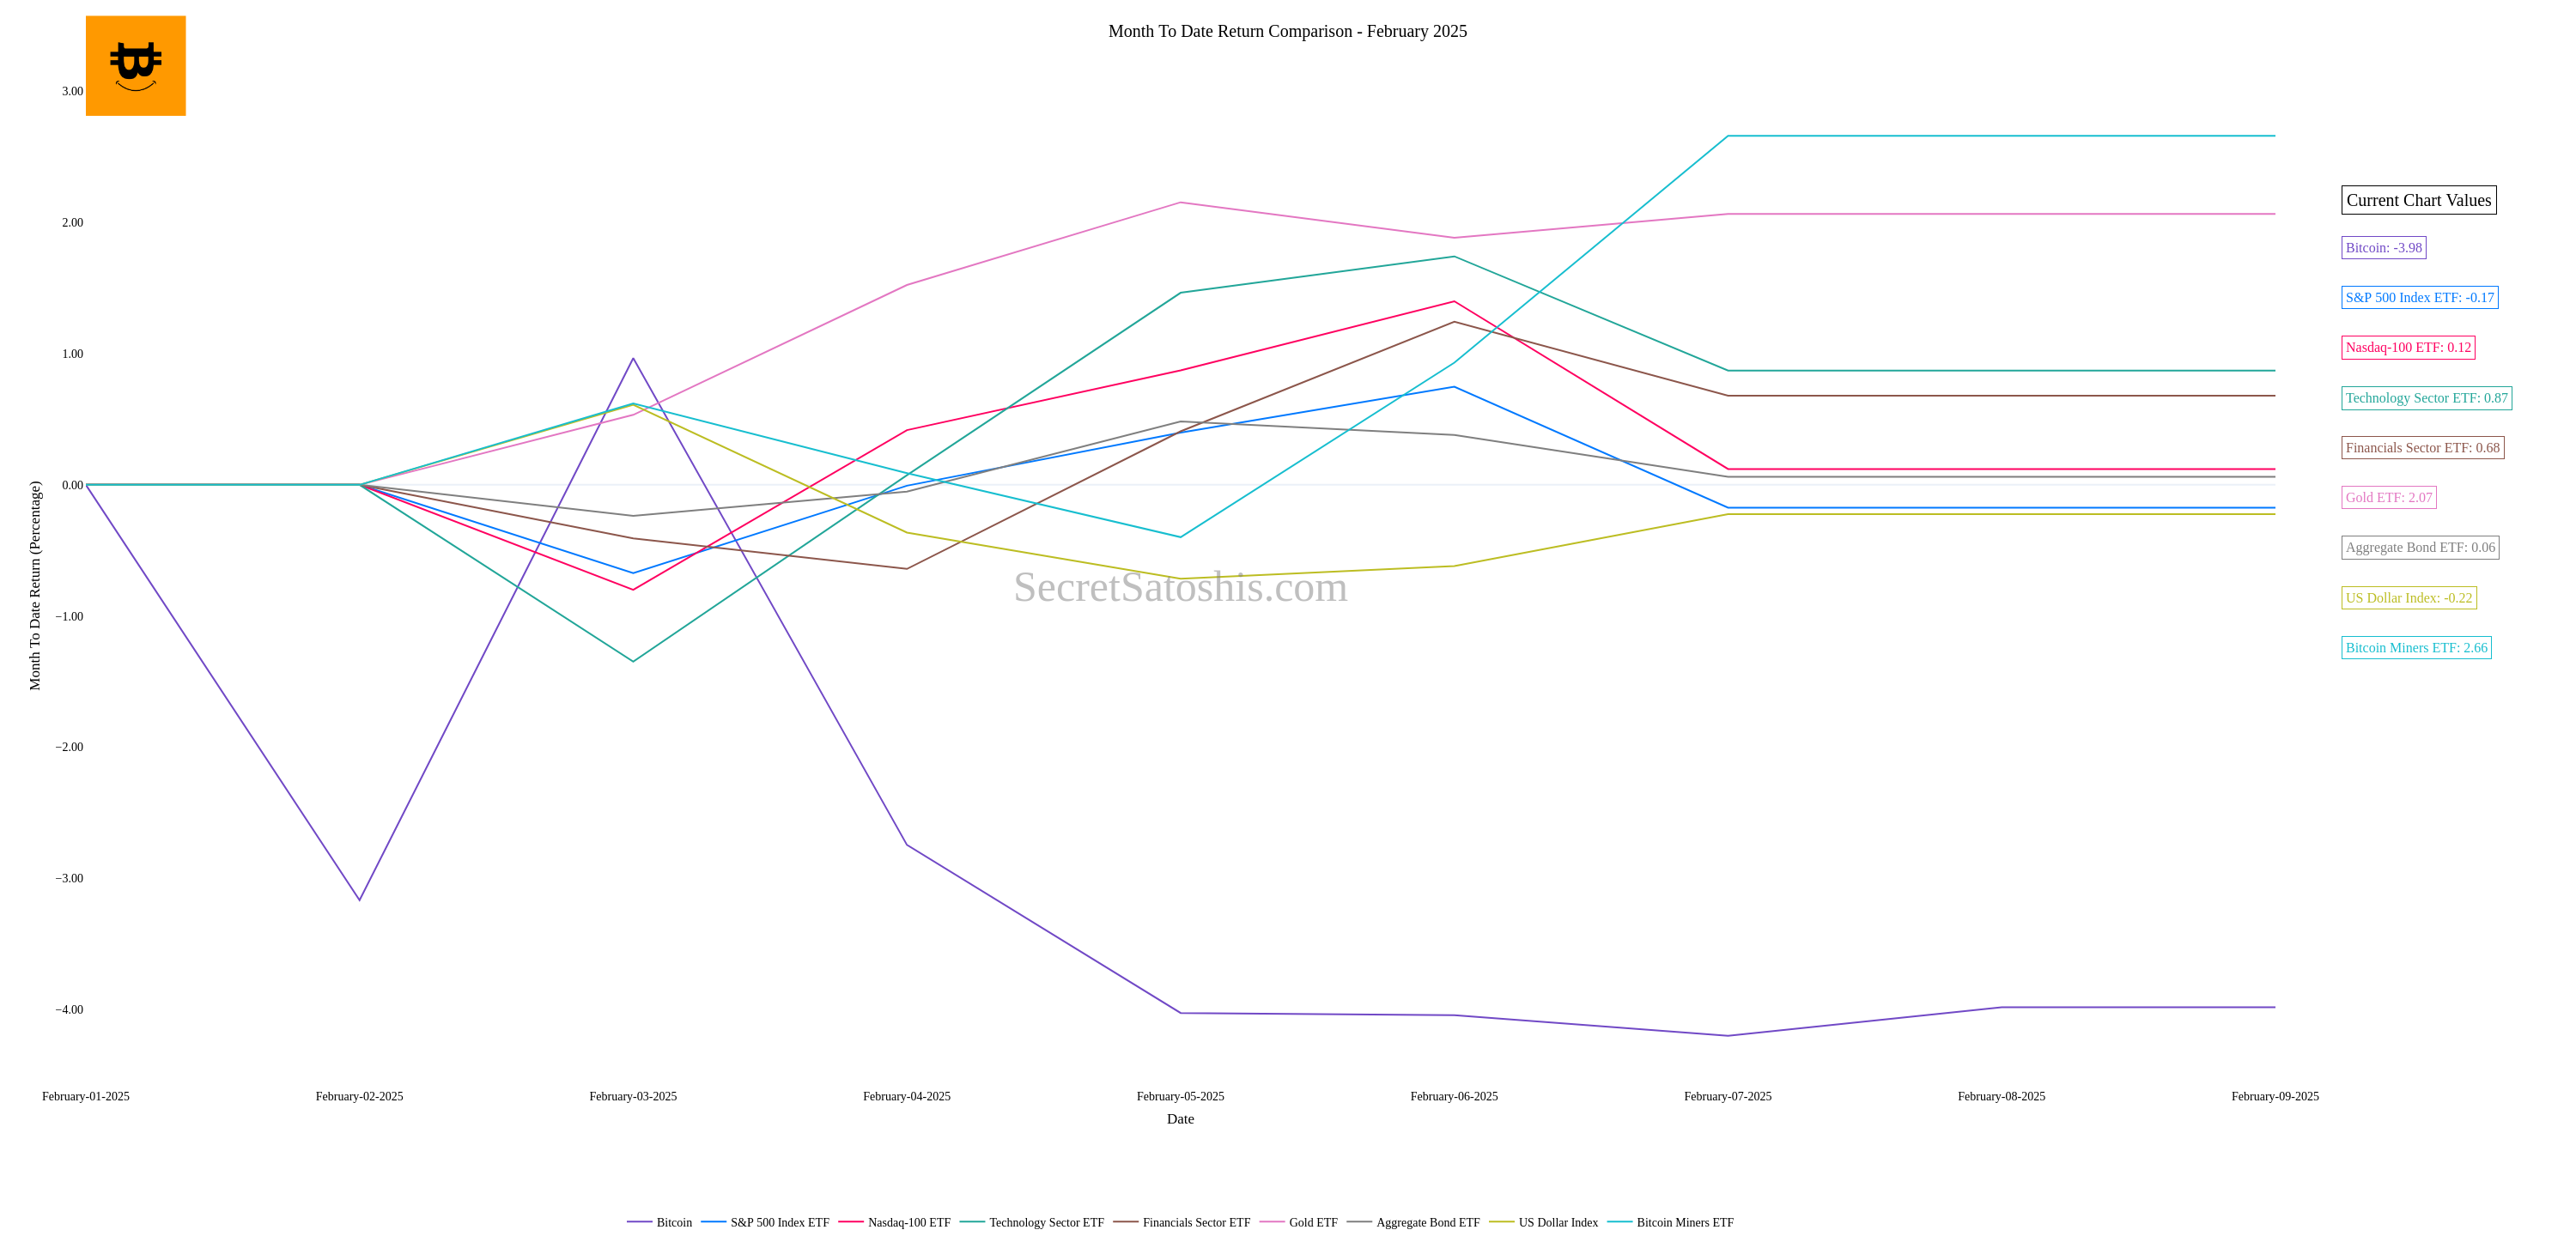 Month To Date Return Comparison - February 2025
3.00
2.00
1.00
0.00
−1.00
−2.00
−3.00
−4.00
Month To Date Return (Percentage)
SecretSatoshis.com
Current Chart Values
Bitcoin: -3.98
S&P 500 Index ETF: -0.17
Nasdaq-100 ETF: 0.12
Technology Sector ETF: 0.87
Financials Sector ETF: 0.68
Gold ETF: 2.07
Aggregate Bond ETF: 0.06
US Dollar Index: -0.22
Bitcoin Miners ETF: 2.66
February-01-2025 February-02-2025 February-03-2025 February-04-2025 February-05-2025 February-06-2025 February-07-2025 February-08-2025 February-09-2025
Date
Bitcoin S&P 500 Index ETF Nasdaq-100 ETF Technology Sector ETF Financials Sector ETF Gold ETF Aggregate Bond ETF US Dollar Index Bitcoin Miners ETF